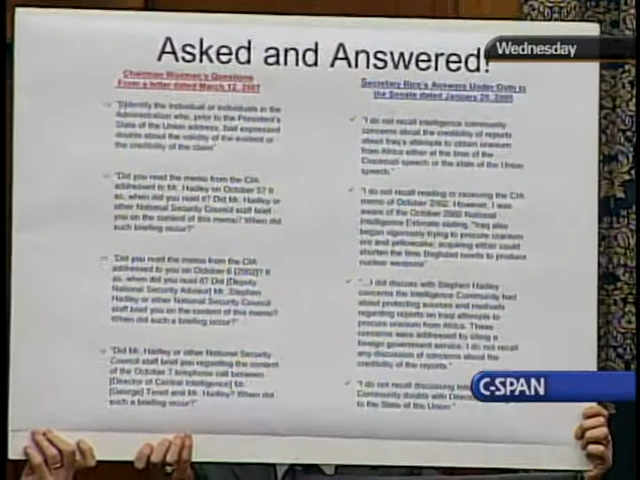 Asked and Answered!
Wednesday
Chairman Waxman's Questions
From a letter dated March 12, 2007
"[I]dentify the individual or individuals in the
Administration who, prior to the President's
State of the Union address, had expressed
doubts about the validity of the evidence or
the credibility of the claim"
"Did you read the memo from the CIA
addressed to Mr. Hadley on October 5? If
so, when did you read it? Did Mr. Hadley or
other National Security Council staff brief
you on the content of this memo? When did
such briefing occur?"
"Did you read the memo from the CIA
addressed to you on October 6 [2002]? If
so, when did you read it? Did [Deputy
National Security Advisor] Mr. Stephen
Hadley or other National Security Council
staff brief you on the content of this memo?
When did such a briefing occur?"
"Did Mr. Hadley or other National Security
Council staff brief you regarding the content
of the October 7 telephone call between
[Director of Central Intelligence] Mr.
[George] Tenet and Mr. Hadley? When did
such a briefing occur?"
Secretary Rice's Answers Under Oath to
the Senate dated January 20, 2005
"I do not recall intelligence community
concerns about the credibility of reports
about Iraq's attempts to obtain uranium
from Africa either at the time of the
Cincinnati speech or the state of the Union
speech."
"I do not recall reading or receiving the CIA
memo of October 2002. However, I was
aware of the October 2002 National
Intelligence Estimate stating, "Iraq also
began vigorously trying to procure uranium
ore and yellowcake; acquiring either could
shorten the time Baghdad needs to produce
nuclear weapons"
"...I did discuss with Stephen Hadley
concerns the Intelligence Community had
about protecting sources and methods
regarding reports on Iraqi attempts to
procure uranium from Africa. These
concerns were addressed by citing a
foreign government service. I do not recall
any discussion of concerns about the
credibility of the reports."
"I do not recall discussing
Community doubts with
to the State of the Union."
C-SPAN